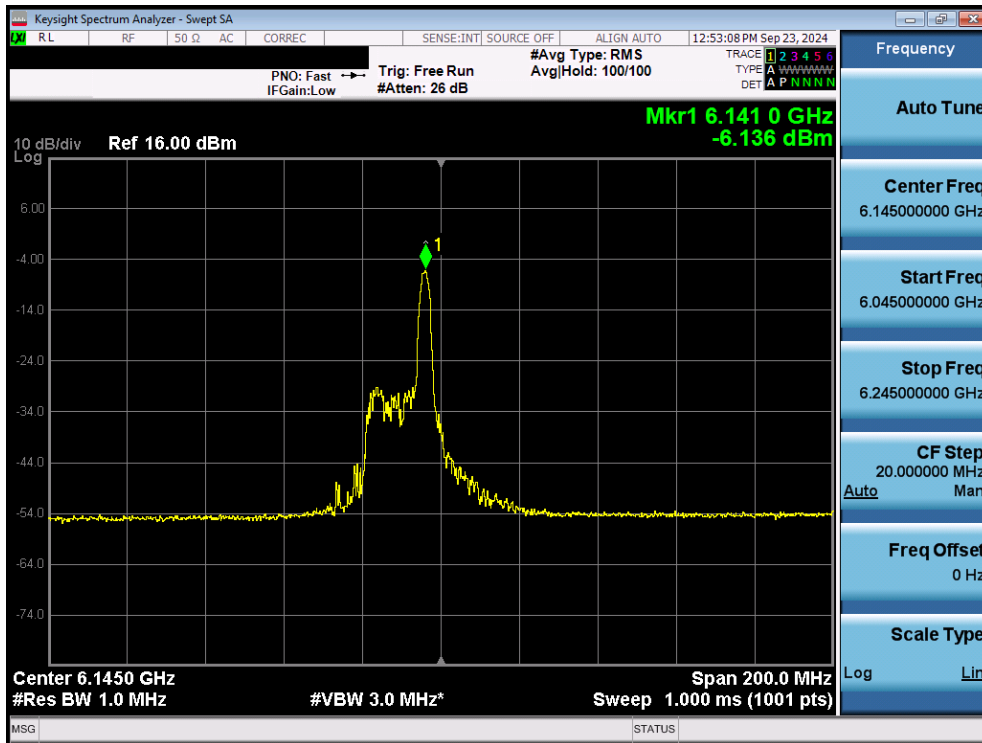 Keysight Spectrum Analyzer - Swept SA
LXI RL RF 50 Ω AC CORREC SENSE:INT SOURCE OFF ALIGN AUTO 12:53:08 PM Sep 23, 2024
PNO: Fast
IFGain:Low
Trig: Free Run
#Atten: 26 dB
#Avg Type: RMS
Avg|Hold: 100/100
TRACE 1 2 3 4 5 6
TYPE A WWWWW
DET A P N N N N
Mkr1 6.141 0 GHz
-6.136 dBm
10 dB/div Ref 16.00 dBm
Log
1
6.00
-4.00
-14.0
-24.0
-34.0
-44.0
-54.0
-64.0
-74.0
Center 6.1450 GHz Span 200.0 MHz
#Res BW 1.0 MHz #VBW 3.0 MHz* Sweep 1.000 ms (1001 pts)
MSG STATUS
Frequency
Auto Tune
Center Freq
6.145000000 GHz
Start Freq
6.045000000 GHz
Stop Freq
6.245000000 GHz
CF Step
20.000000 MHz
Auto Man
Freq Offset
0 Hz
Scale Type
Log Lin